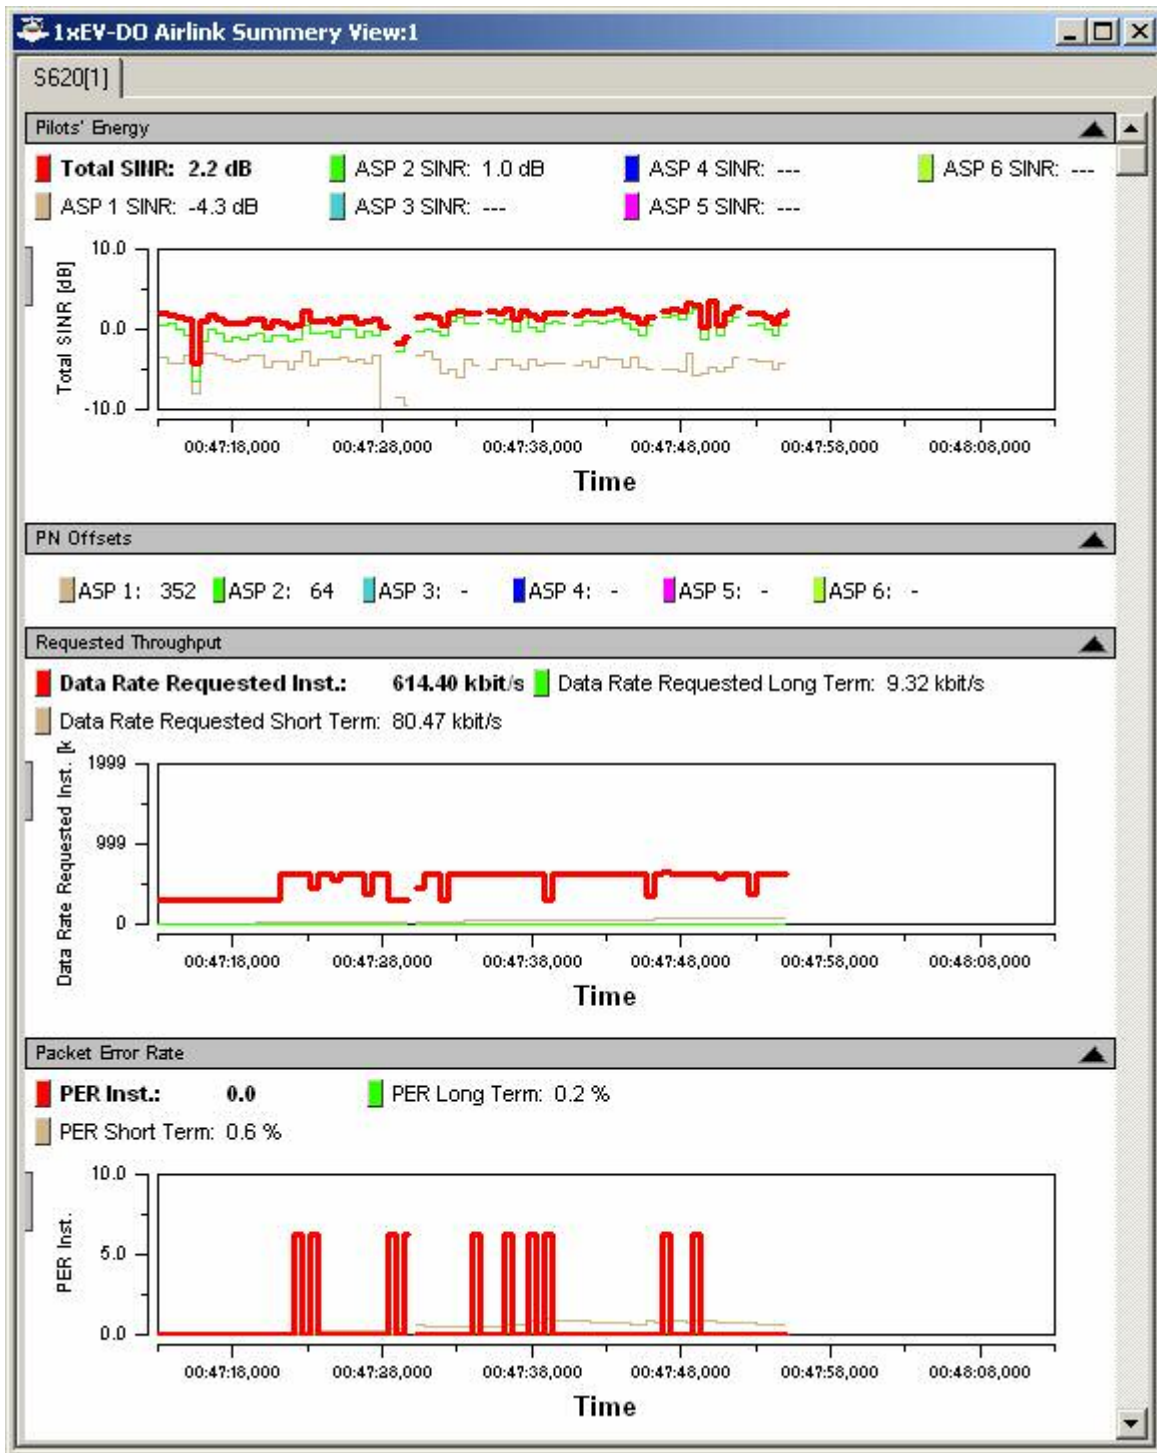 1xEV-DO Airlink Summery View:1
S620[1]
Pilots' Energy
Total SINR: 2.2 dB ASP 2 SINR: 1.0 dB ASP 4 SINR: --- ASP 6 SINR: ---
ASP 1 SINR: -4.3 dB ASP 3 SINR: --- ASP 5 SINR: ---
Total SINR [dB]
10.0
0.0
-10.0
00:47:18,000 00:47:28,000 00:47:38,000 00:47:48,000 00:47:58,000 00:48:08,000
Time
PN Offsets
ASP 1: 352 ASP 2: 64 ASP 3: - ASP 4: - ASP 5: - ASP 6: -
Requested Throughput
Data Rate Requested Inst.: 614.40 kbit/s Data Rate Requested Long Term: 9.32 kbit/s
Data Rate Requested Short Term: 80.47 kbit/s
Data Rate Requested Inst. [k
1999
999
0
00:47:18,000 00:47:28,000 00:47:38,000 00:47:48,000 00:47:58,000 00:48:08,000
Time
Packet Error Rate
PER Inst.: 0.0 PER Long Term: 0.2 %
PER Short Term: 0.6 %
PER Inst.
10.0
5.0
0.0
00:47:18,000 00:47:28,000 00:47:38,000 00:47:48,000 00:47:58,000 00:48:08,000
Time